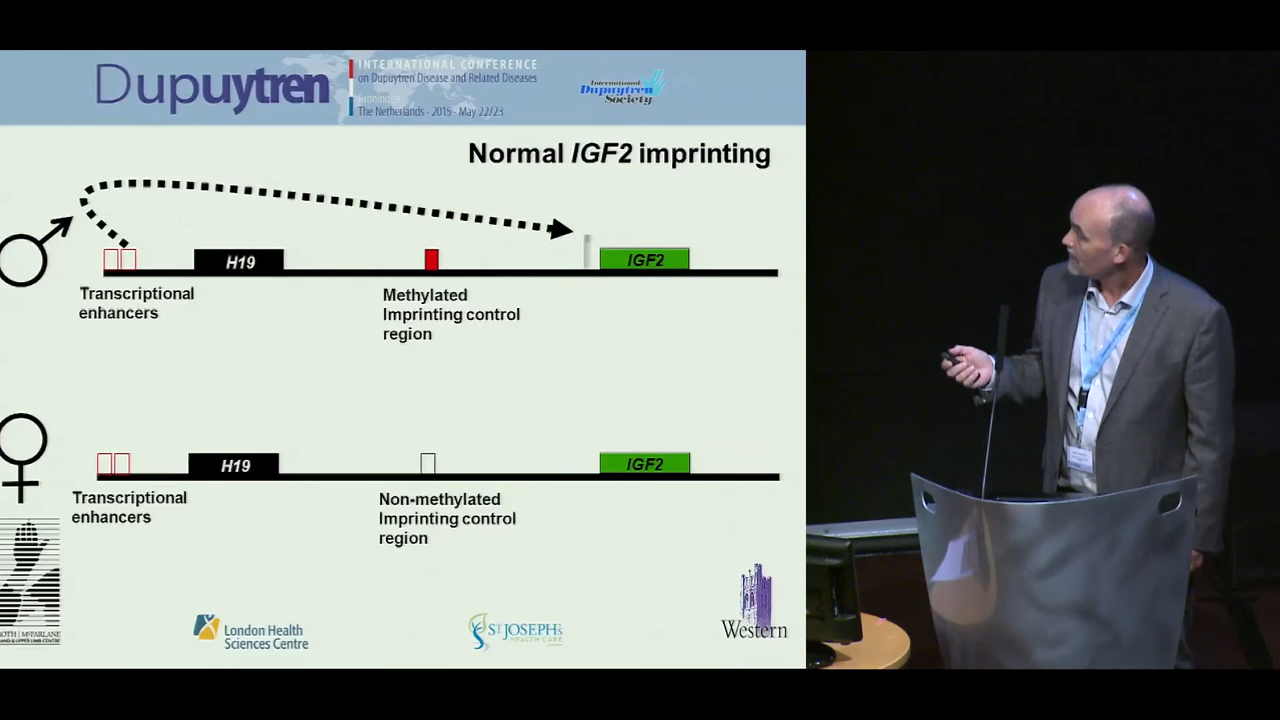 Dupuytren
INTERNATIONAL CONFERENCE
on Dupuytren Disease and Related Diseases
Groningen
The Netherlands - 2015 - May 22/23
International
Dupuytren
Society
Normal IGF2 imprinting
H19
IGF2
Transcriptional
enhancers
Methylated
Imprinting control
region
H19
IGF2
Transcriptional
enhancers
Non-methylated
Imprinting control
region
London Health
Sciences Centre
ST JOSEPH'S
HEALTH CARE
Western